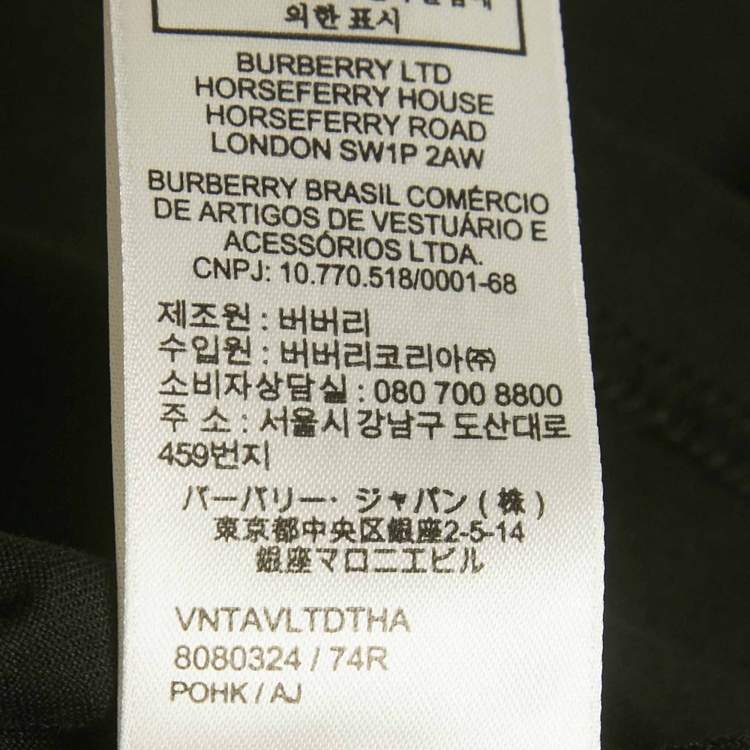 의한 표시
BURBERRY LTD
HORSEFERRY HOUSE
HORSEFERRY ROAD
LONDON SW1P 2AW
BURBERRY BRASIL COMÉRCIO
DE ARTIGOS DE VESTUÁRIO E
ACESSÓRIOS LTDA.
CNPJ: 10.770.518/0001-68
제조원 : 버버리
수입원 : 버버리코리아㈜
소비자상담실 : 080 700 8800
주 소 : 서울시 강남구 도산대로
459번지
バーバリー・ジャパン ( 株 )
東京都中央区銀座2-5-14
銀座マロニエビル
VNTAVLTDTHA
8080324 / 74R
POHK / AJ